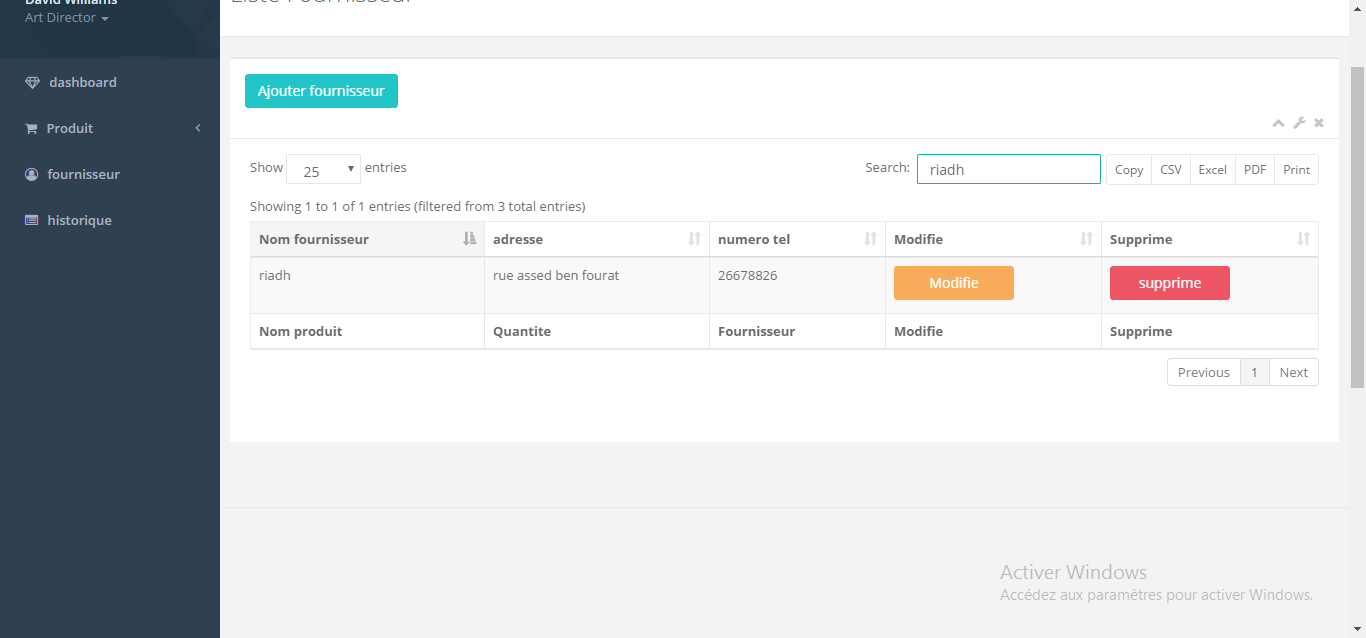 David Williams
Art Director
dashboard
Produit
fournisseur
historique
Liste Fournisseur
Ajouter fournisseur
Show 25 entries
Search: riadh
Copy CSV Excel PDF Print
Showing 1 to 1 of 1 entries (filtered from 3 total entries)
Nom fournisseur adresse numero tel Modifie Supprime
riadh rue assed ben fourat 26678826 Modifie supprime
Nom produit Quantite Fournisseur Modifie Supprime
Previous 1 Next
Activer Windows
Accédez aux paramètres pour activer Windows.